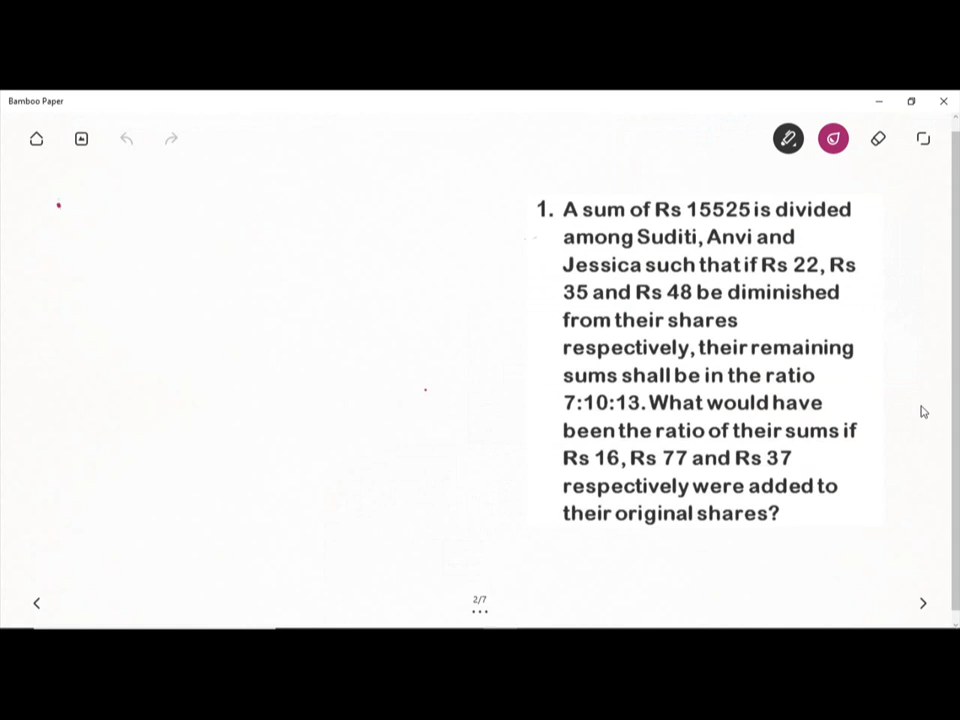 Bamboo Paper
1. A sum of Rs 15525 is divided
among Suditi, Anvi and
Jessica such that if Rs 22, Rs
35 and Rs 48 be diminished
from their shares
respectively, their remaining
sums shall be in the ratio
7:10:13. What would have
been the ratio of their sums if
Rs 16, Rs 77 and Rs 37
respectively were added to
their original shares?
2/7